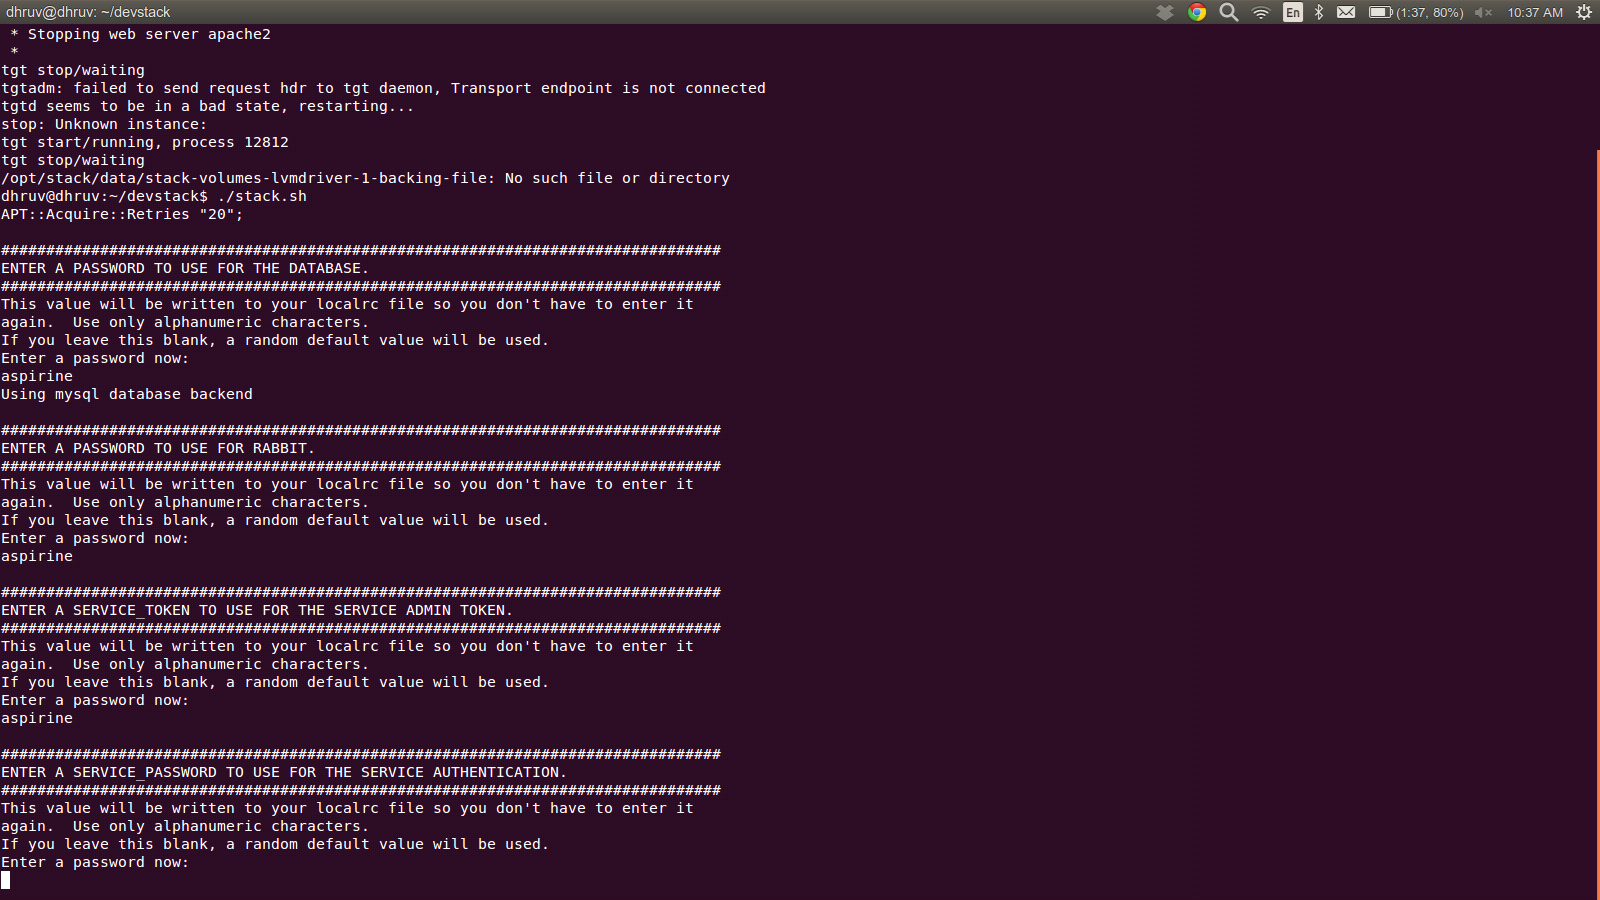 dhruv@dhruv: ~/devstack
En
(1:37, 80%)
10:37 AM
 * Stopping web server apache2
 *
tgt stop/waiting
tgtadm: failed to send request hdr to tgt daemon, Transport endpoint is not connected
tgtd seems to be in a bad state, restarting...
stop: Unknown instance:
tgt start/running, process 12812
tgt stop/waiting
/opt/stack/data/stack-volumes-lvmdriver-1-backing-file: No such file or directory
dhruv@dhruv:~/devstack$ ./stack.sh
APT::Acquire::Retries "20";
################################################################################
ENTER A PASSWORD TO USE FOR THE DATABASE.
################################################################################
This value will be written to your localrc file so you don't have to enter it
again.  Use only alphanumeric characters.
If you leave this blank, a random default value will be used.
Enter a password now:
aspirine
Using mysql database backend
################################################################################
ENTER A PASSWORD TO USE FOR RABBIT.
################################################################################
This value will be written to your localrc file so you don't have to enter it
again.  Use only alphanumeric characters.
If you leave this blank, a random default value will be used.
Enter a password now:
aspirine
################################################################################
ENTER A SERVICE_TOKEN TO USE FOR THE SERVICE ADMIN TOKEN.
################################################################################
This value will be written to your localrc file so you don't have to enter it
again.  Use only alphanumeric characters.
If you leave this blank, a random default value will be used.
Enter a password now:
aspirine
################################################################################
ENTER A SERVICE_PASSWORD TO USE FOR THE SERVICE AUTHENTICATION.
################################################################################
This value will be written to your localrc file so you don't have to enter it
again.  Use only alphanumeric characters.
If you leave this blank, a random default value will be used.
Enter a password now: